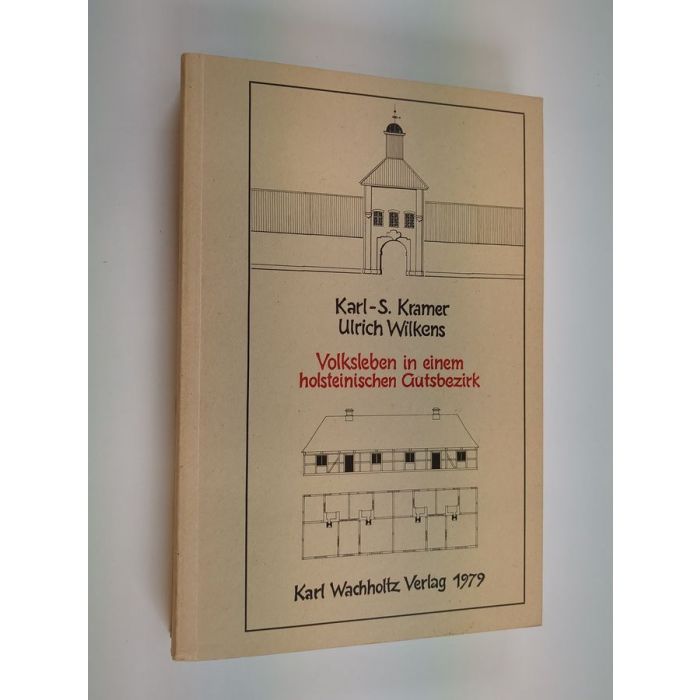 Karl-S. Kramer
Ulrich Wilkens
Volksleben in einem
holsteinischen Gutsbezirk
Karl Wachholtz Verlag 1979